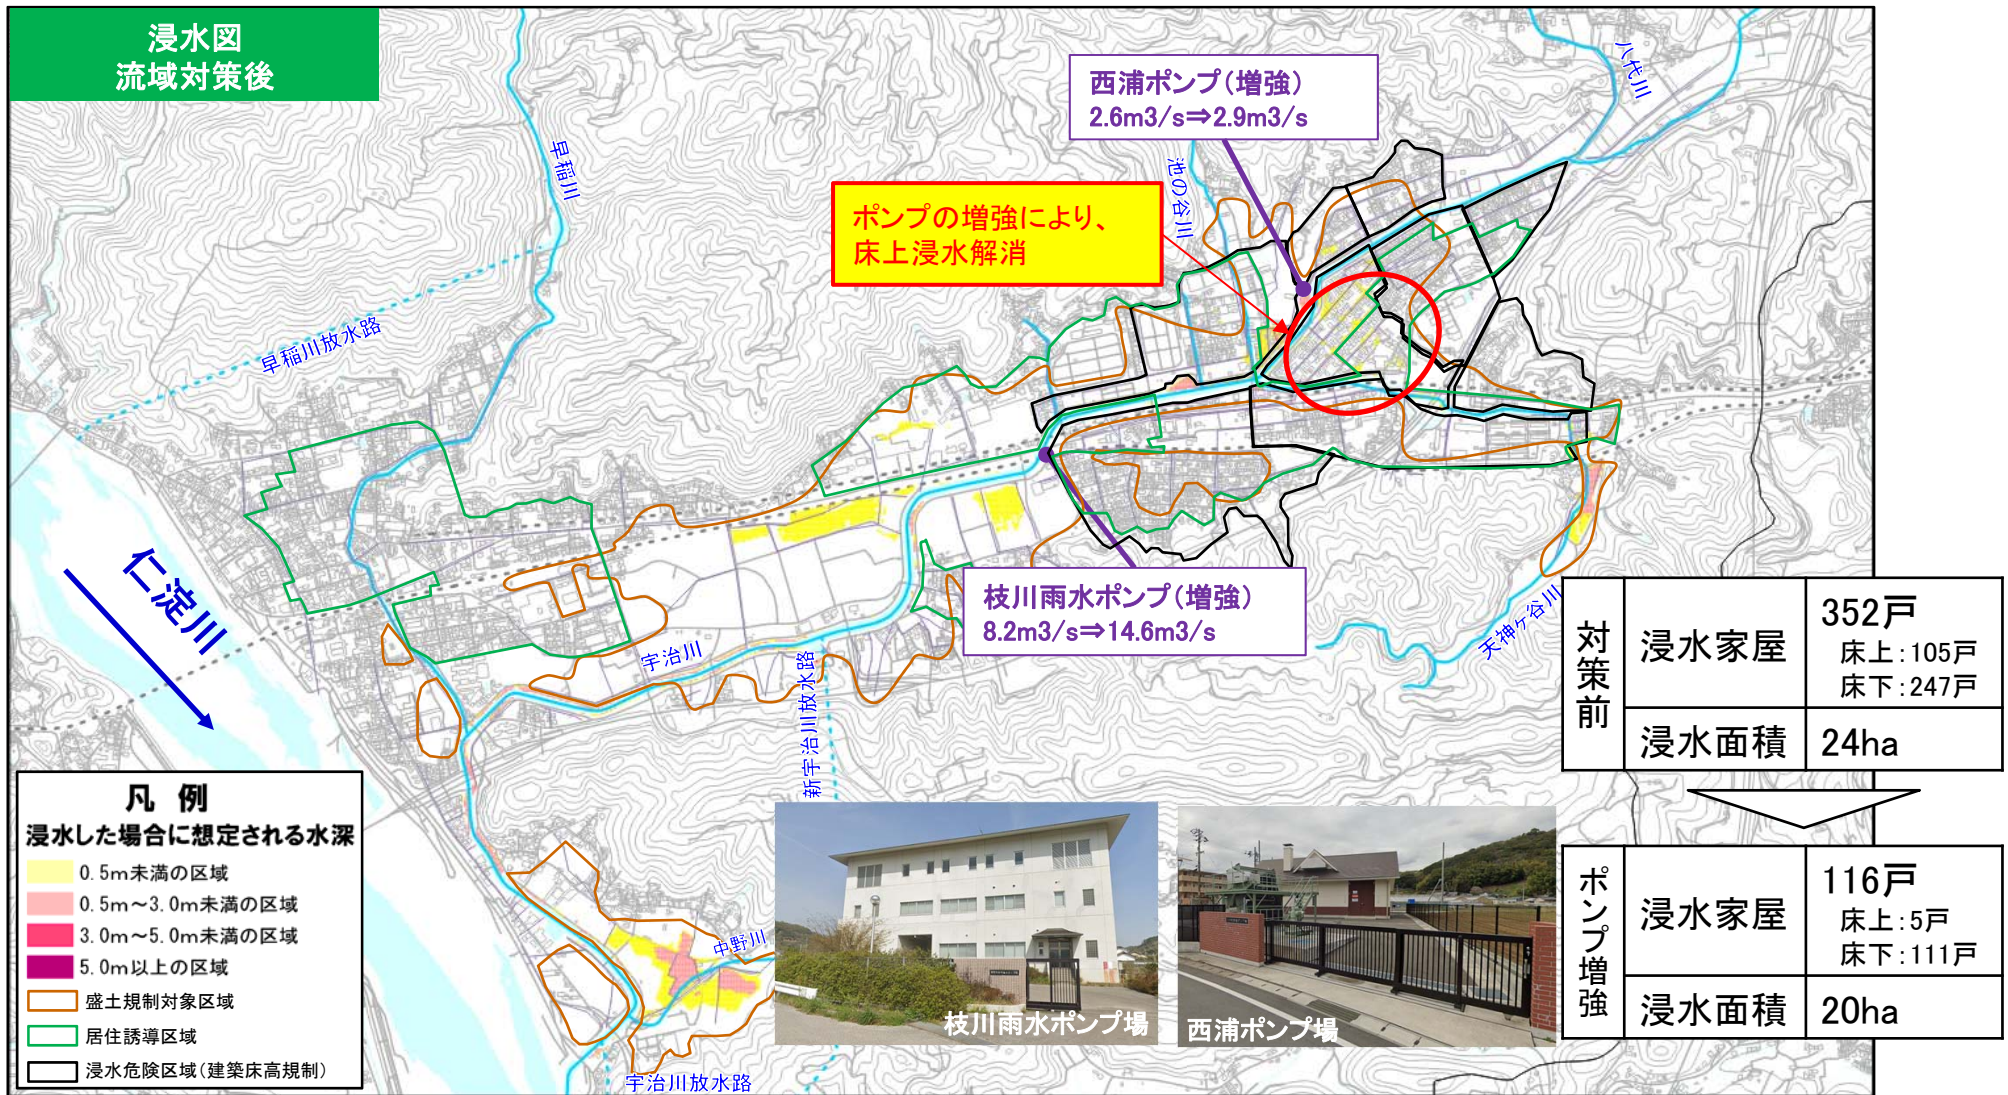 浸水図
流域対策後
八代川
西浦ポンプ（増強）
2.6m3/s⇒2.9m3/s
早稲川
池の谷川
ポンプの増強により、
床上浸水解消
早稲川放水路
仁淀川
枝川雨水ポンプ（増強）
8.2m3/s⇒14.6m3/s
宇治川
新宇治川放水路
天神ヶ谷川
対策前
浸水家屋
352戸
床上：105戸
床下：247戸
浸水面積
24ha
ポンプ増強
浸水家屋
116戸
床上：5戸
床下：111戸
浸水面積
20ha
凡 例
浸水した場合に想定される水深
0.5m未満の区域
0.5m～3.0m未満の区域
3.0m～5.0m未満の区域
5.0m以上の区域
盛土規制対象区域
居住誘導区域
浸水危険区域（建築床高規制）
中野川
宇治川放水路
枝川雨水ポンプ場
西浦ポンプ場